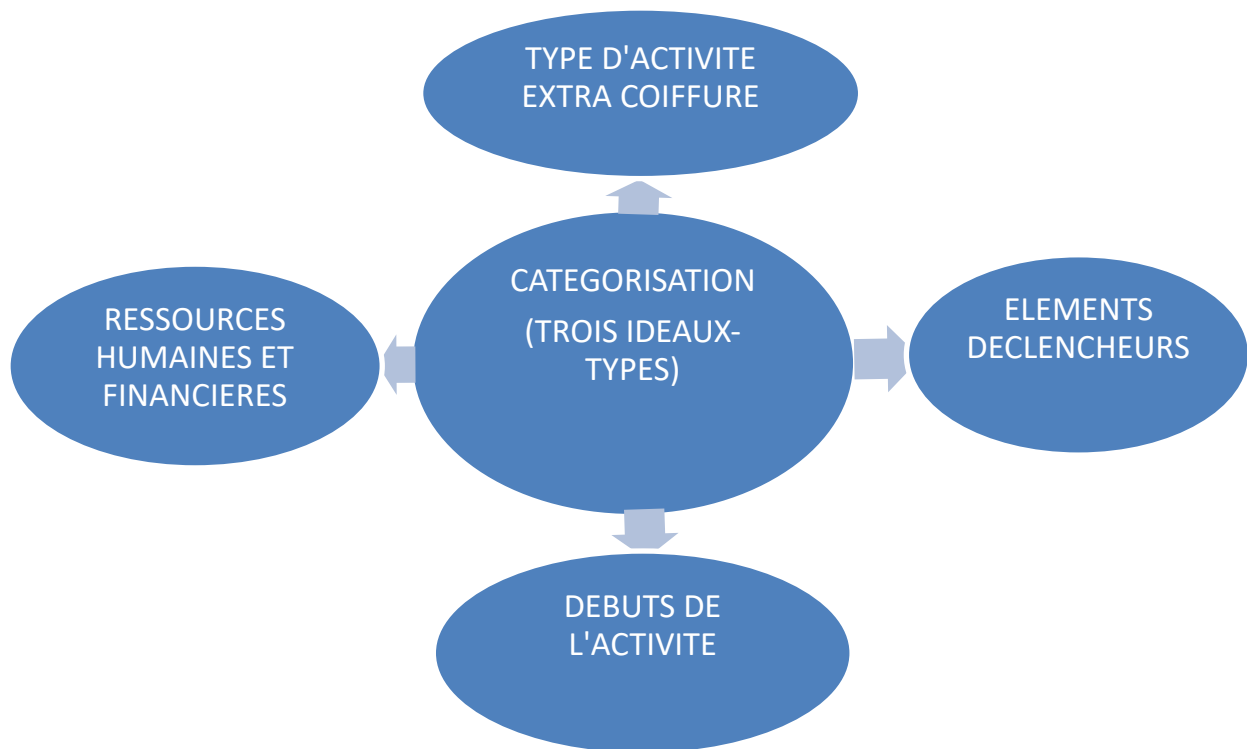 TYPE D'ACTIVITE
EXTRA COIFFURE
CATEGORISATION
(TROIS IDEAUX-
TYPES)
RESSOURCES
HUMAINES ET
FINANCIERES
ELEMENTS
DECLENCHEURS
DEBUTS DE
L'ACTIVITE